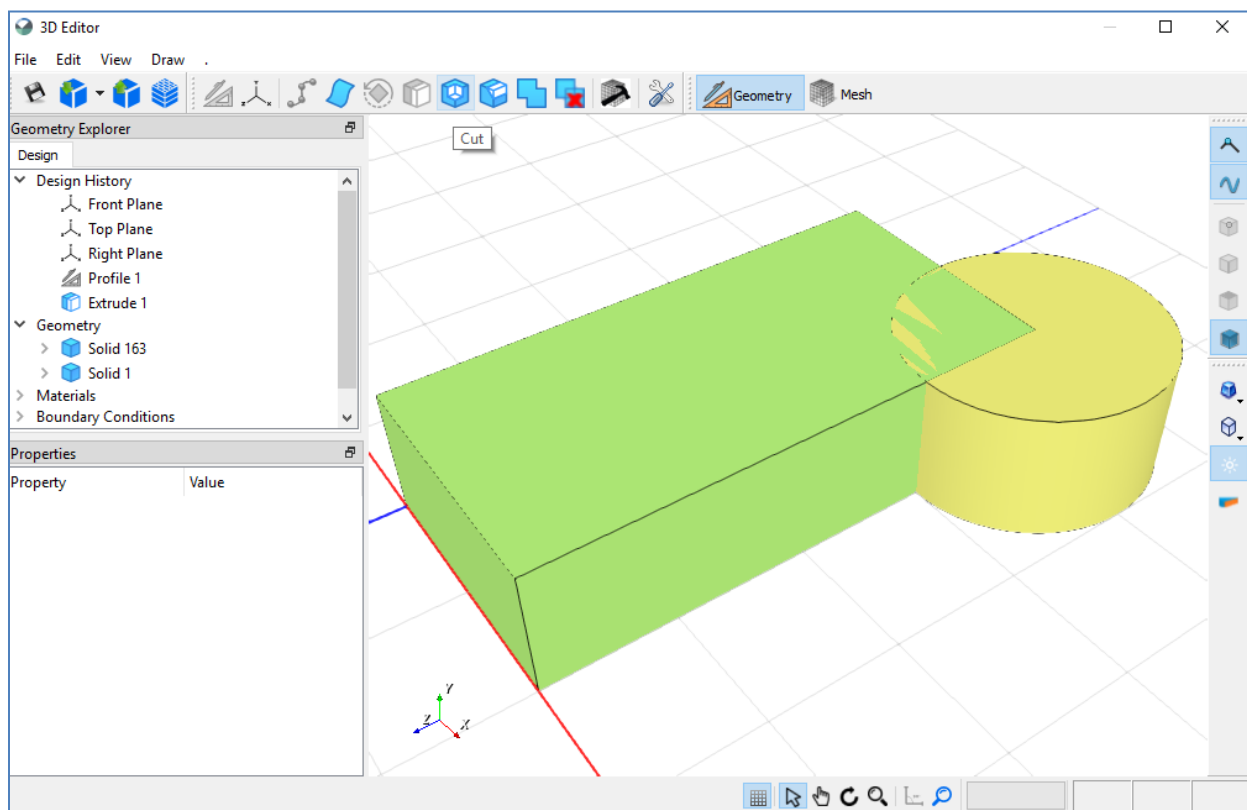 3D Editor
File Edit View Draw .
Geometry Mesh
Geometry Explorer
Cut
Design
Design History
Front Plane
Top Plane
Right Plane
Profile 1
Extrude 1
Geometry
Solid 163
Solid 1
Materials
Boundary Conditions
Properties
Property Value
Y
Z X